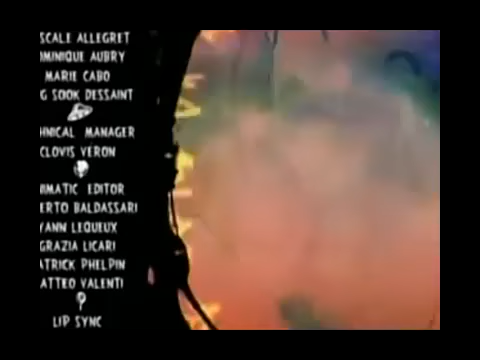 SCALE ALLEGRET
OMINIQUE AUBRY
MARIE CABO
G SOOK DESSAINT
HNICAL MANAGER
CLOVIS VERON
IMATIC EDITOR
ERTO BALDASSARI
YANN LEQUEUX
GRAZIA LICARI
ATRICK PHELPIN
ATTEO VALENTI
LIP SYNC